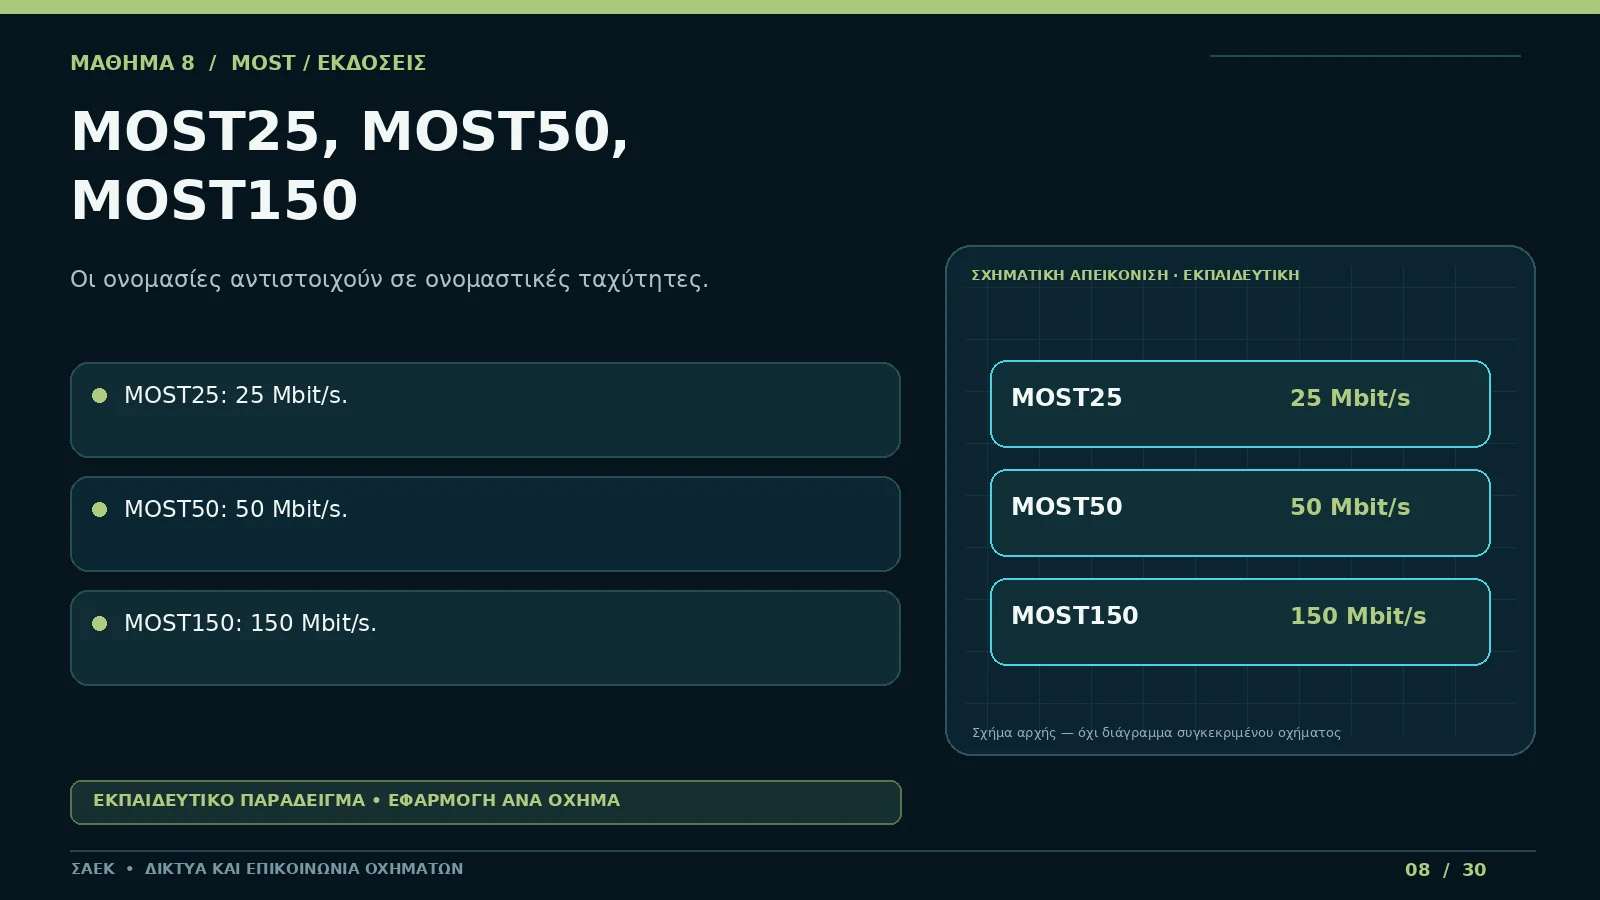 ΜΑΘΗΜΑ 8 / MOST / ΕΚΔΟΣΕΙΣ
MOST25, MOST50,
MOST150
Οι ονομασίες αντιστοιχούν σε ονομαστικές ταχύτητες.
MOST25: 25 Mbit/s.
MOST50: 50 Mbit/s.
MOST150: 150 Mbit/s.
ΣΧΗΜΑΤΙΚΗ ΑΠΕΙΚΟΝΙΣΗ · ΕΚΠΑΙΔΕΥΤΙΚΗ
MOST25 25 Mbit/s
MOST50 50 Mbit/s
MOST150 150 Mbit/s
Σχήμα αρχής — όχι διάγραμμα συγκεκριμένου οχήματος
ΕΚΠΑΙΔΕΥΤΙΚΟ ΠΑΡΑΔΕΙΓΜΑ • ΕΦΑΡΜΟΓΗ ΑΝΑ ΟΧΗΜΑ
ΣΑΕΚ • ΔΙΚΤΥΑ ΚΑΙ ΕΠΙΚΟΙΝΩΝΙΑ ΟΧΗΜΑΤΩΝ
08 / 30